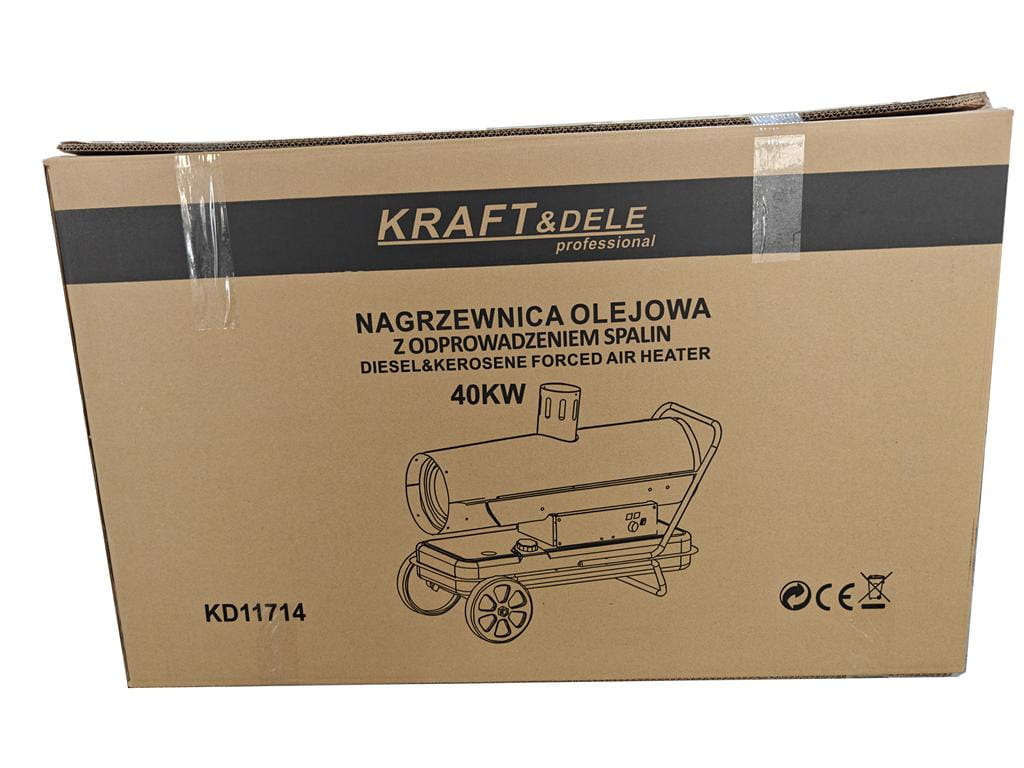 KRAFT&DELE
professional
NAGRZEWNICA OLEJOWA
Z ODPROWADZENIEM SPALIN
DIESEL&KEROSENE FORCED AIR HEATER
40KW
KD11714
CE